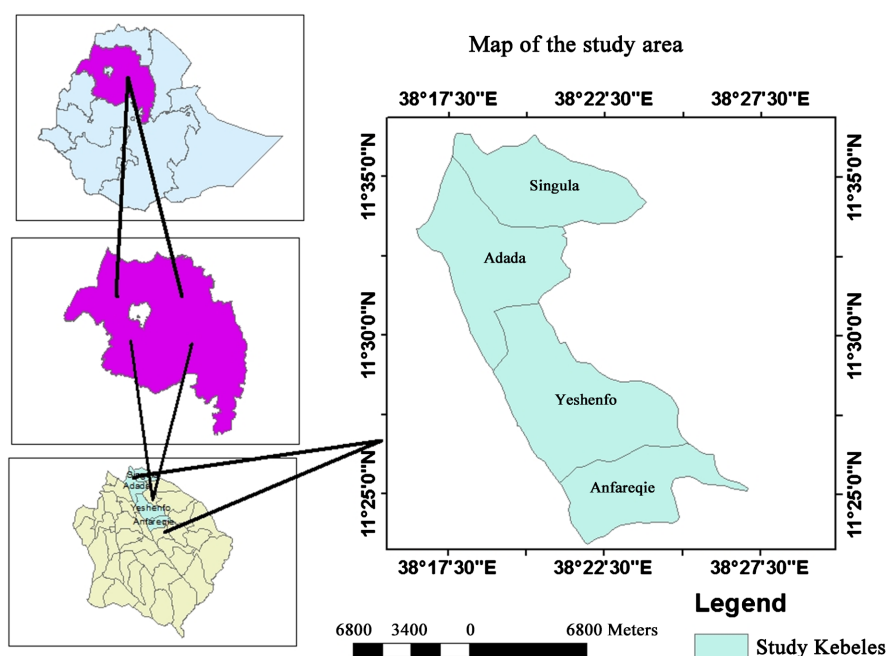 Map of the study area
38°17'30"E 38°22'30"E 38°27'30"E
11°35'0"N 11°35'0"N
Singula
Adada
11°30'0"N 11°30'0"N
Yeshenfo
Anfareqie
11°25'0"N 11°25'0"N
38°17'30"E 38°22'30"E 38°27'30"E
Adada
Yeshenfo
Anfareqie
Legend
6800 3400 0 6800 Meters
Study Kebeles